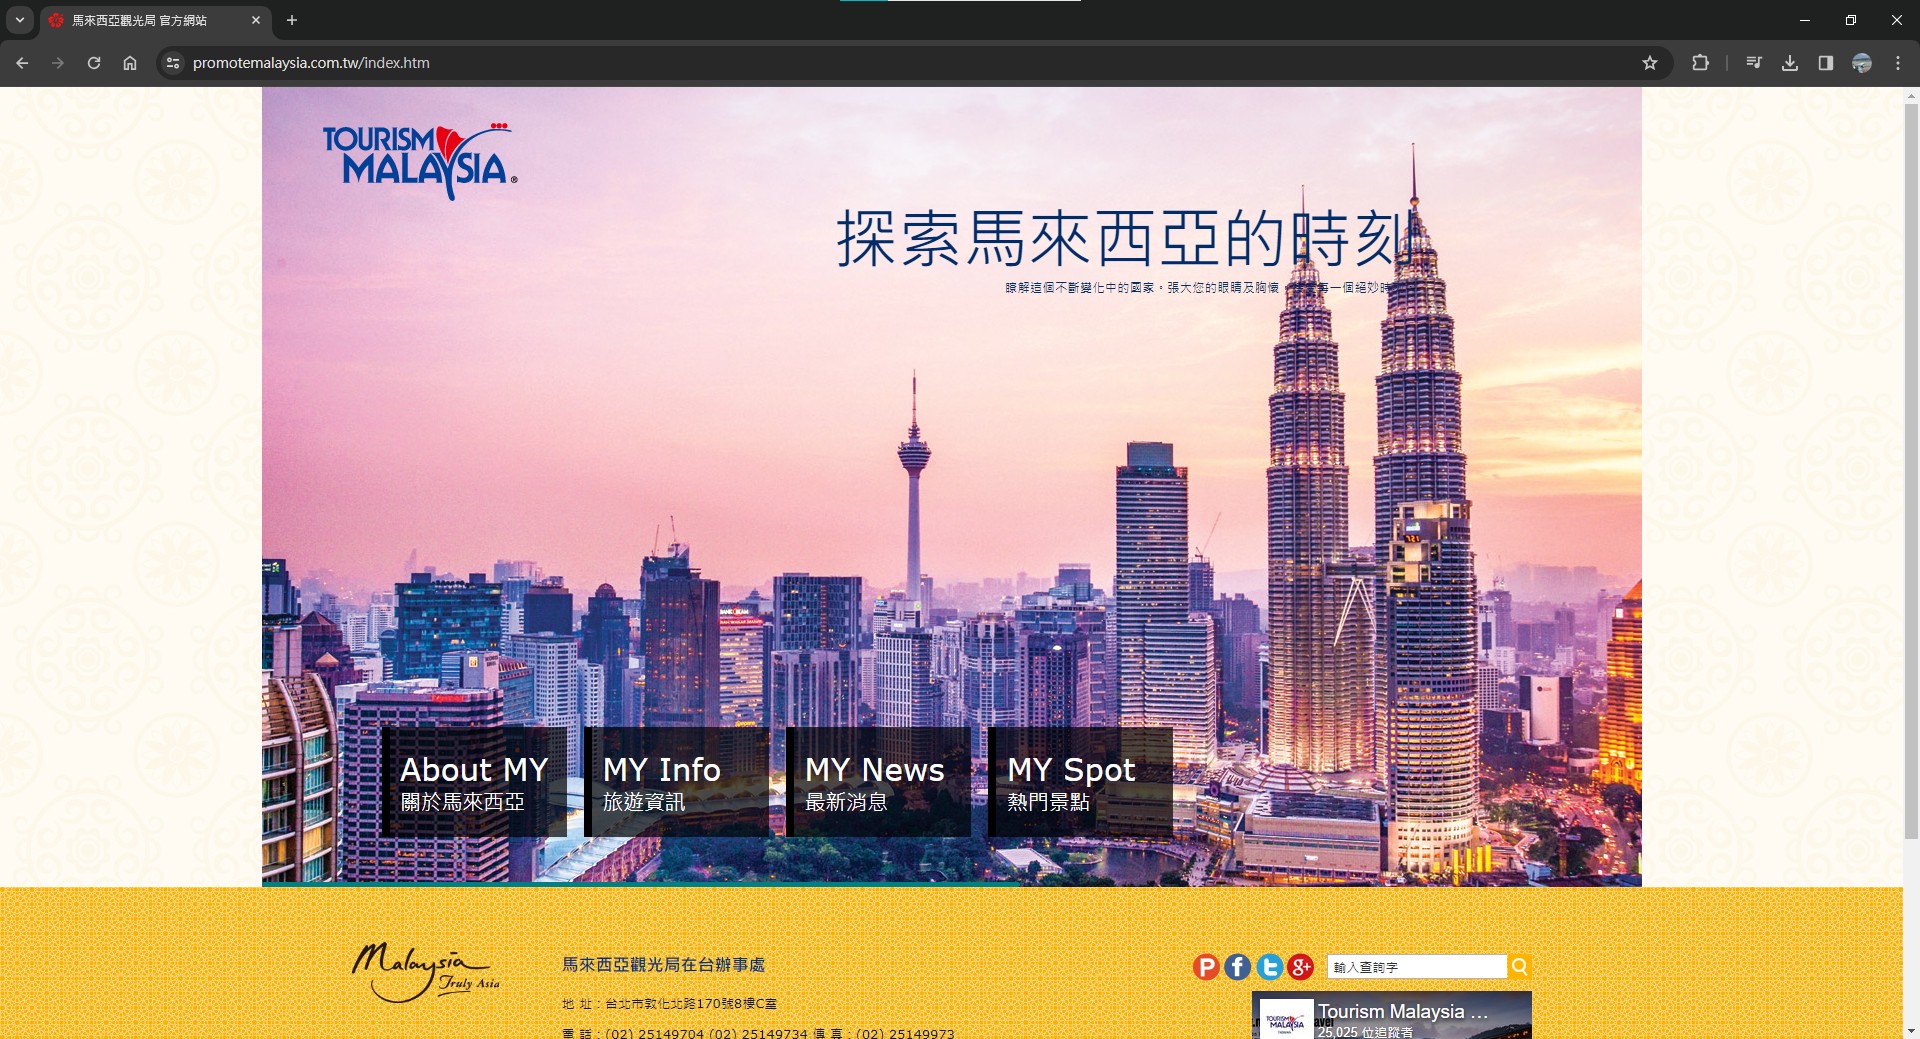 馬來西亞觀光局 官方網站
promotemalaysia.com.tw/index.htm
TOURISM
MALAYSIA
探索馬來西亞的時刻
瞭解這個不斷變化中的國家。張大您的眼睛及胸懷
每一個絕妙時
About MY
關於馬來西亞
MY Info
旅遊資訊
MY News
最新消息
MY Spot
熱門景點
Malaysia
Truly Asia
馬來西亞觀光局在台辦事處
地 址：台北市敦化北路170號8樓C室
電 話：(02) 25149704 (02) 25149734 傳 真：(02) 25149973
輸入查詢字
TOURISM
MALAYSIA
Tourism Malaysia …
25,025 位追蹤者